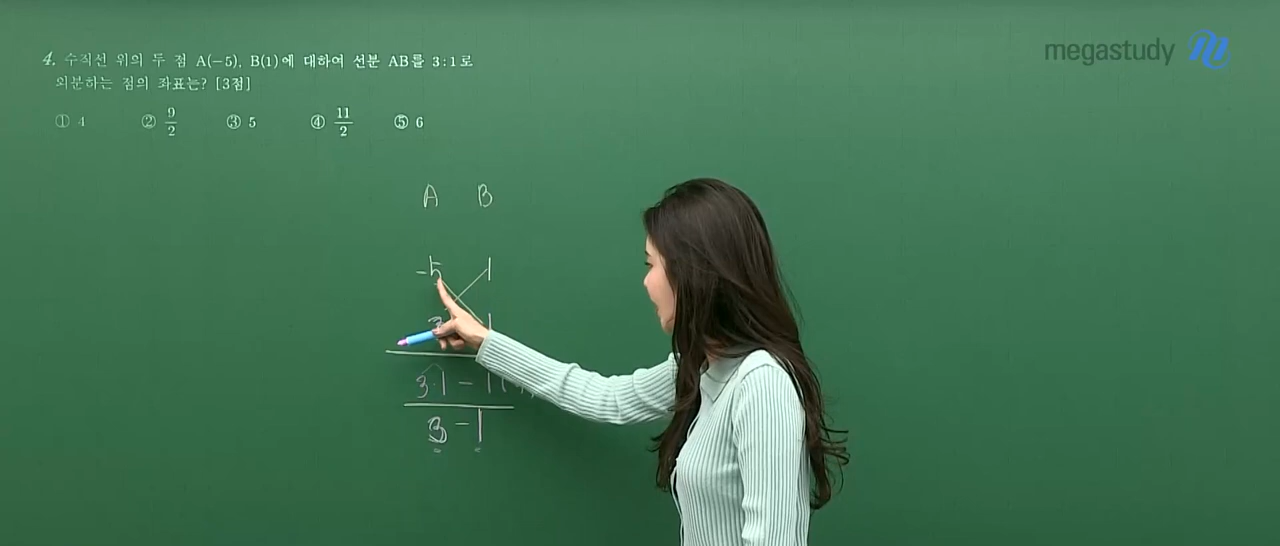 megastudy
4. 수직선 위의 두 점 A(−5), B(1)에 대하여 선분 AB를 3 : 1로
외분하는 점의 좌표는? [3점]
① 4 ② 9/2 ③ 5 ④ 11/2 ⑤ 6
A B
-5 1
3 1
3·1 - 1(
3 - 1